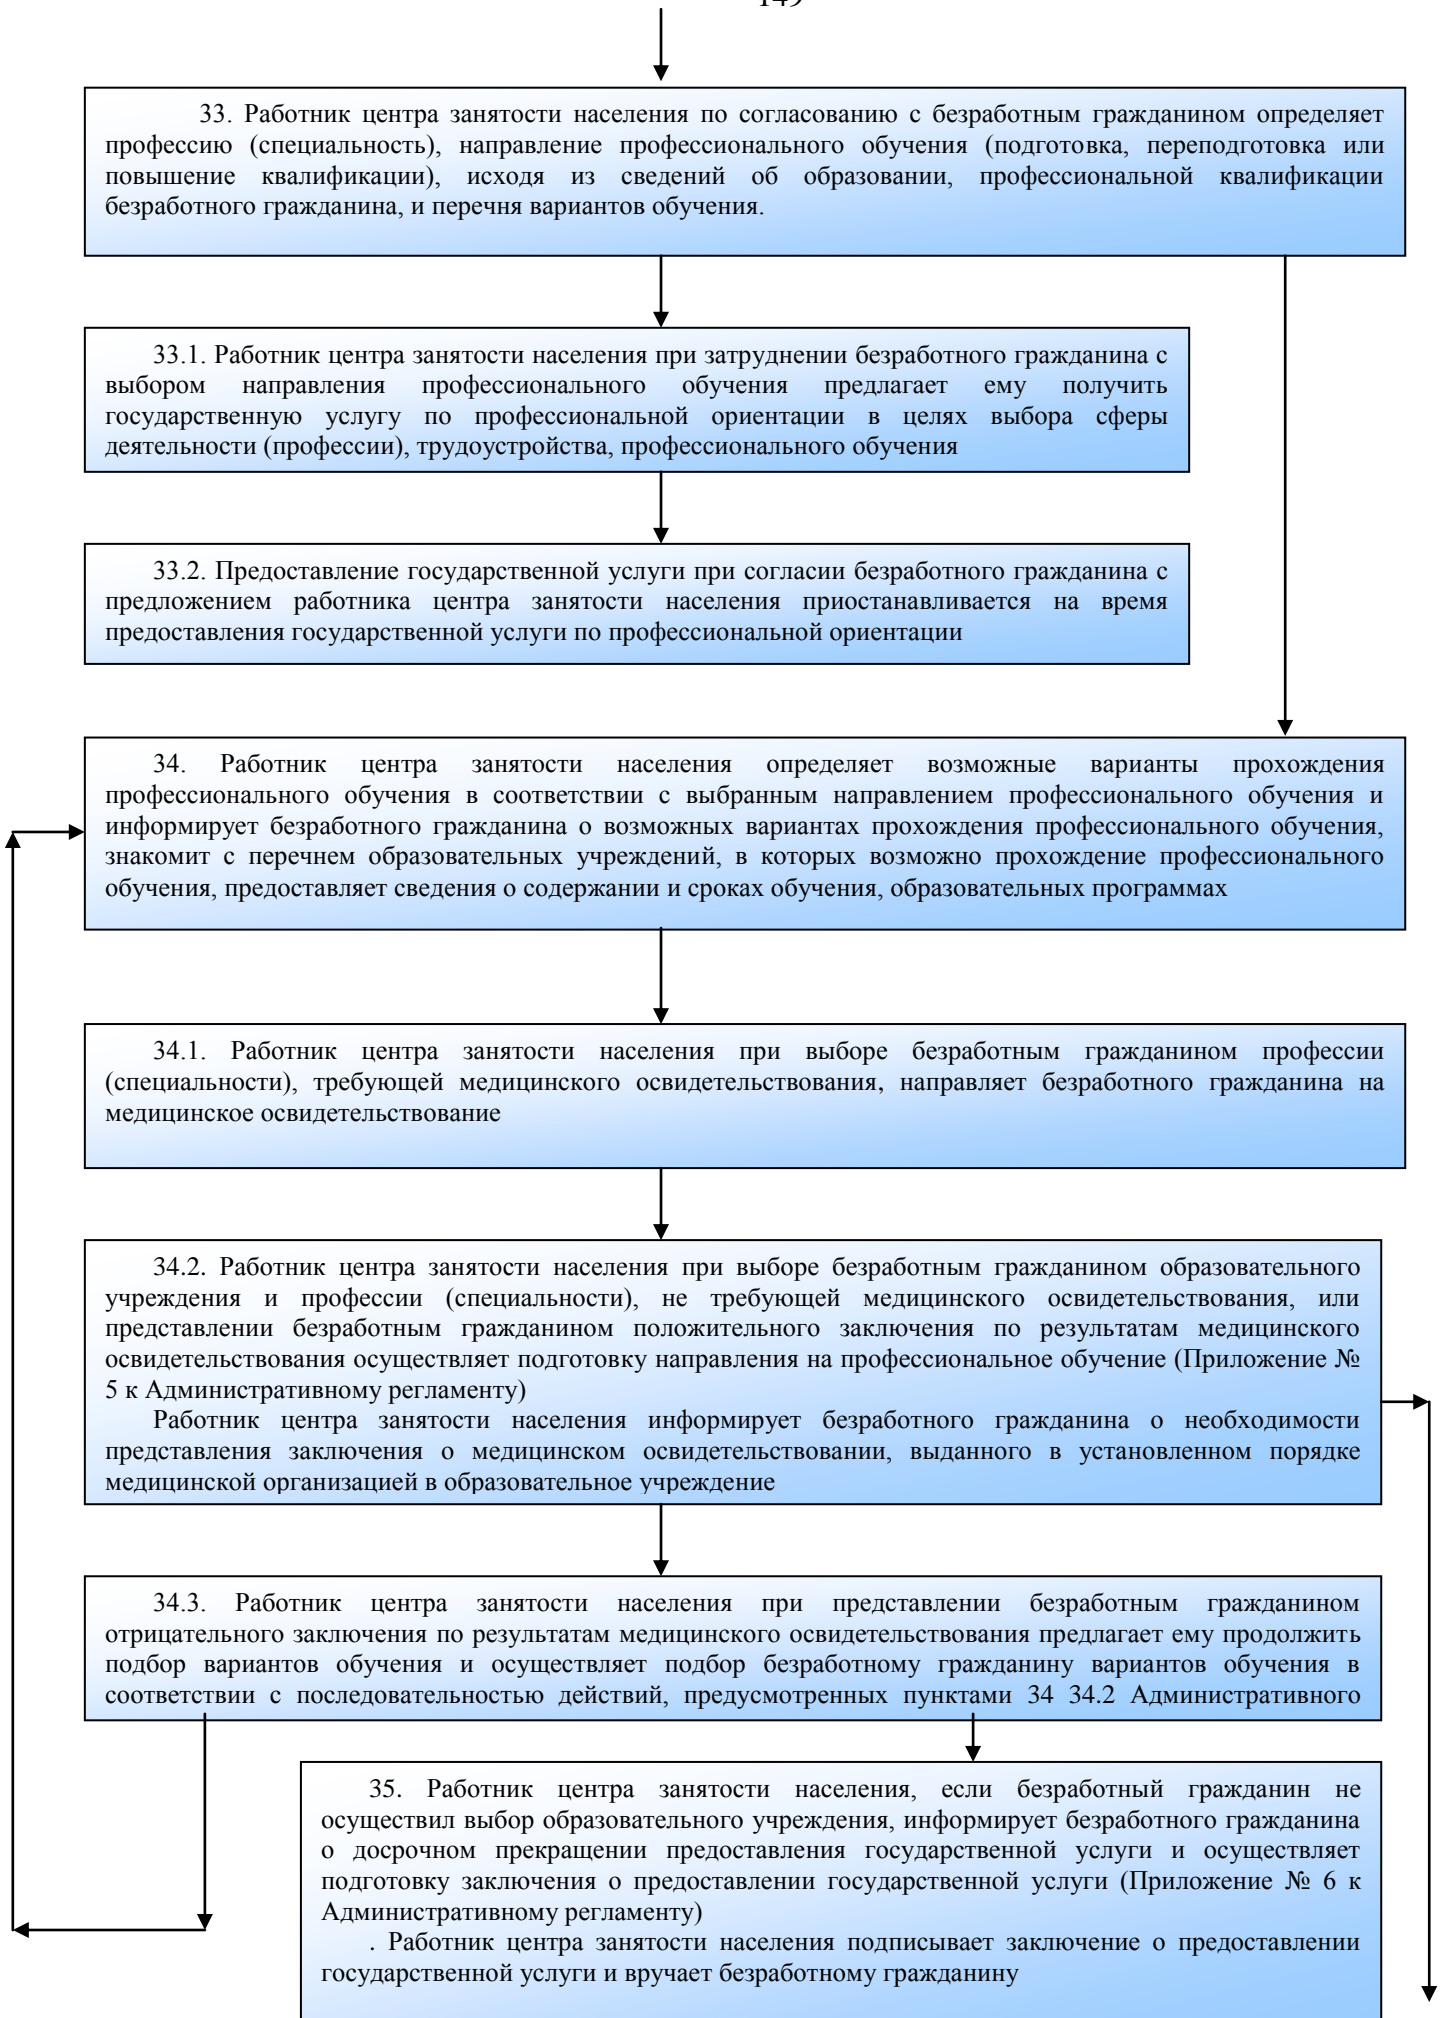 149
33. Работник центра занятости населения по согласованию с безработным гражданином определяет
профессию (специальность), направление профессионального обучения (подготовка, переподготовка или
повышение квалификации), исходя из сведений об образовании, профессиональной квалификации
безработного гражданина, и перечня вариантов обучения.
33.1. Работник центра занятости населения при затруднении безработного гражданина с
выбором направления профессионального обучения предлагает ему получить
государственную услугу по профессиональной ориентации в целях выбора сферы
деятельности (профессии), трудоустройства, профессионального обучения
33.2. Предоставление государственной услуги при согласии безработного гражданина с
предложением работника центра занятости населения приостанавливается на время
предоставления государственной услуги по профессиональной ориентации
34. Работник центра занятости населения определяет возможные варианты прохождения
профессионального обучения в соответствии с выбранным направлением профессионального обучения и
информирует безработного гражданина о возможных вариантах прохождения профессионального обучения,
знакомит с перечнем образовательных учреждений, в которых возможно прохождение профессионального
обучения, предоставляет сведения о содержании и сроках обучения, образовательных программах
34.1. Работник центра занятости населения при выборе безработным гражданином профессии
(специальности), требующей медицинского освидетельствования, направляет безработного гражданина на
медицинское освидетельствование
34.2. Работник центра занятости населения при выборе безработным гражданином образовательного
учреждения и профессии (специальности), не требующей медицинского освидетельствования, или
представлении безработным гражданином положительного заключения по результатам медицинского
освидетельствования осуществляет подготовку направления на профессиональное обучение (Приложение №
5 к Административному регламенту)
Работник центра занятости населения информирует безработного гражданина о необходимости
представления заключения о медицинском освидетельствовании, выданного в установленном порядке
медицинской организацией в образовательное учреждение
34.3. Работник центра занятости населения при представлении безработным гражданином
отрицательного заключения по результатам медицинского освидетельствования предлагает ему продолжить
подбор вариантов обучения и осуществляет подбор безработному гражданину вариантов обучения в
соответствии с последовательностью действий, предусмотренных пунктами 34 34.2 Административного
35. Работник центра занятости населения, если безработный гражданин не
осуществил выбор образовательного учреждения, информирует безработного гражданина
о досрочном прекращении предоставления государственной услуги и осуществляет
подготовку заключения о предоставлении государственной услуги (Приложение № 6 к
Административному регламенту)
. Работник центра занятости населения подписывает заключение о предоставлении
государственной услуги и вручает безработному гражданину